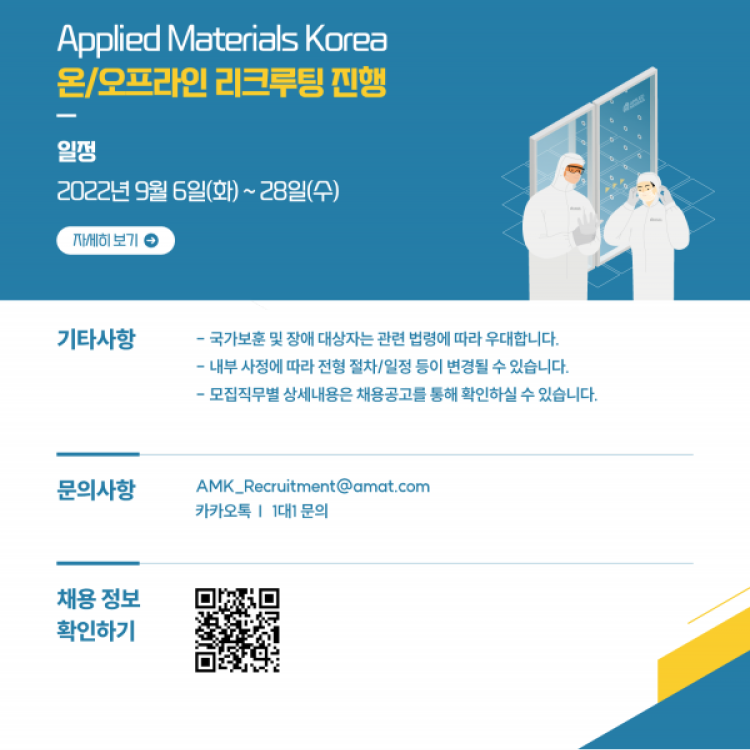 Applied Materials Korea
온/오프라인 리크루팅 진행
일정
2022년 9월 6일(화) ~ 28일(수)
자세히 보기
기타사항
- 국가보훈 및 장애 대상자는 관련 법령에 따라 우대합니다.
- 내부 사정에 따라 전형 절차/일정 등이 변경될 수 있습니다.
- 모집직무별 상세내용은 채용공고를 통해 확인하실 수 있습니다.
문의사항
AMK_Recruitment@amat.com
카카오톡 I 1대1 문의
채용 정보
확인하기